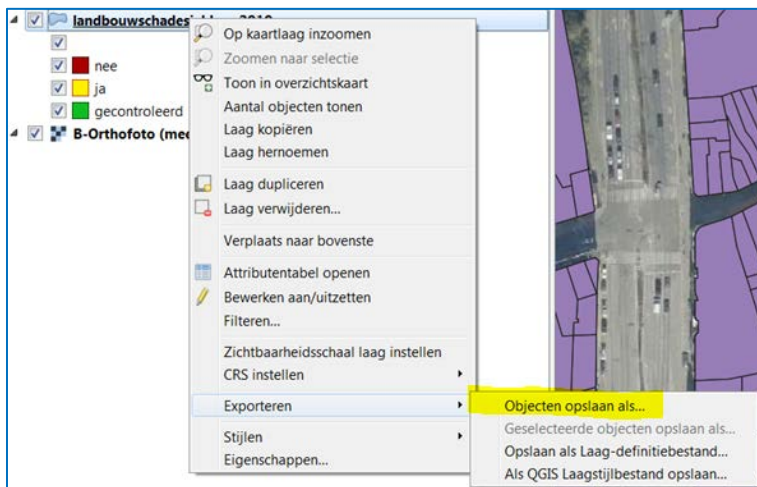 Op kaartlaag inzoomen
Zoomen naar selectie
nee
Toon in overzichtskaart
ja
Aantal objecten tonen
gecontroleerd
Laag kopiëren
B-Orthofoto
Laag hernoemen
Laag dupliceren
Laag verwijderen...
Verplaats naar bovenste
Attributentabel openen
Bewerken aan/uitzetten
Filteren...
Zichtbaarheidsschaal laag instellen
CRS instellen
Exporteren
Objecten opslaan als...
Geselecteerde objecten opslaan als...
Stijlen
Opslaan als Laag-definitiebestand...
Eigenschappen...
Als QGIS Laagstijlbestand opslaan...